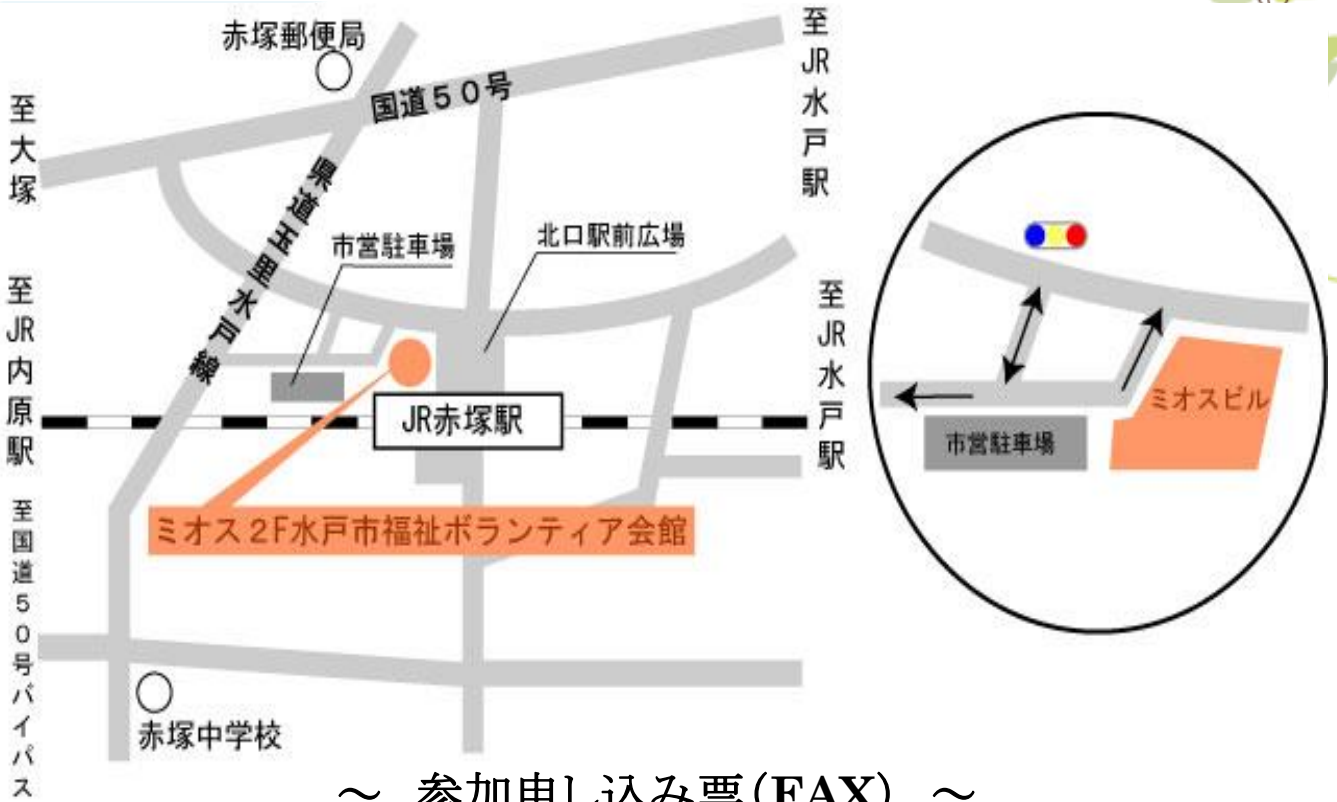 赤塚郵便局
国道50号
至JR水戸駅
至大塚
県道玉里水戸線
市営駐車場
北口駅前広場
至JR内原駅
JR赤塚駅
至JR水戸駅
ミオス2F水戸市福祉ボランティア会館
至国道50号バイパス
赤塚中学校
ミオスビル
市営駐車場
～ 参加申し込み票(FAX) ～